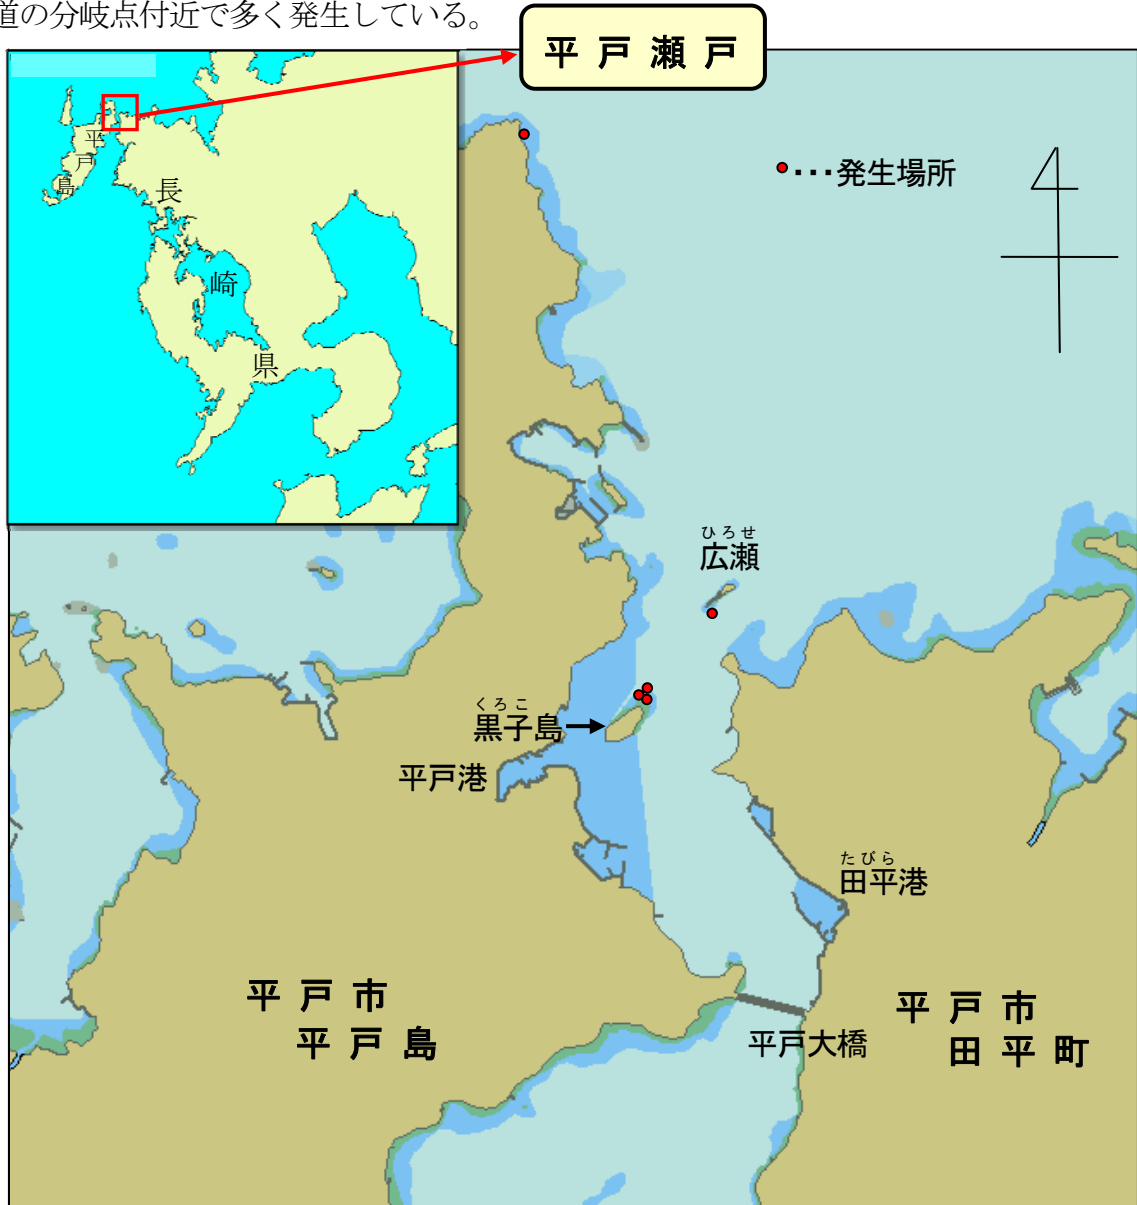 道の分岐点付近で多く発生している。
平戸瀬戸
平戸島
長崎県
●･･･発生場所
ひろせ
広瀬
くろこ
黒子島
平戸港
たびら
田平港
平戸市
平戸島
平戸市
田平町
平戸大橋